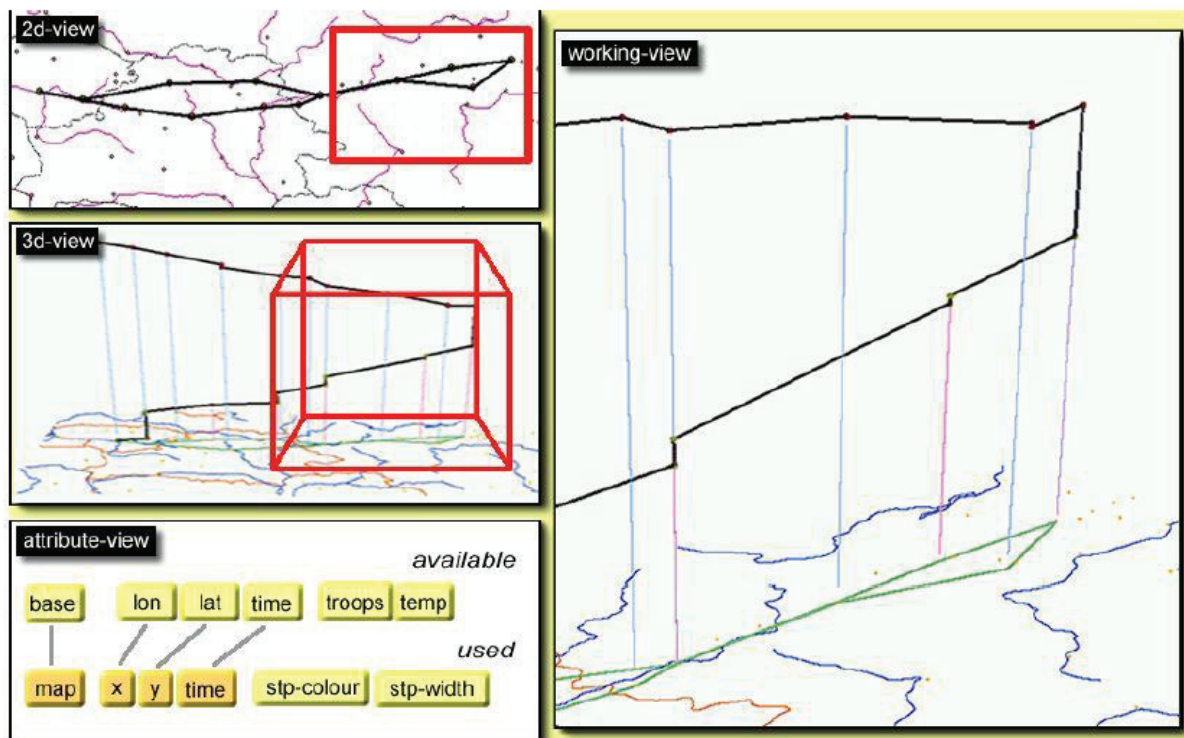 2d-view
3d-view
attribute-view
available
base lon lat time troops temp
used
map x y time stp-colour stp-width
working-view